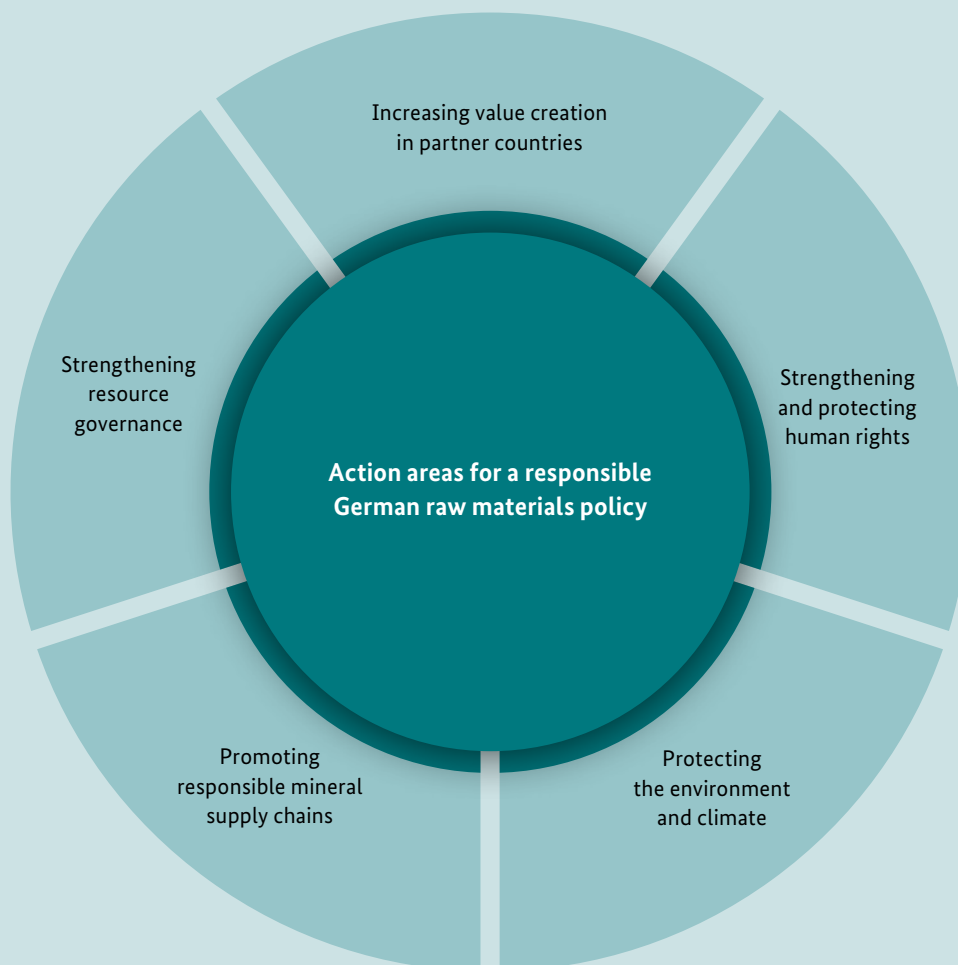 Increasing value creation
in partner countries
Strengthening
resource
governance
Strengthening
and protecting
human rights
Action areas for a responsible
German raw materials policy
Promoting
responsible mineral
supply chains
Protecting
the environment
and climate